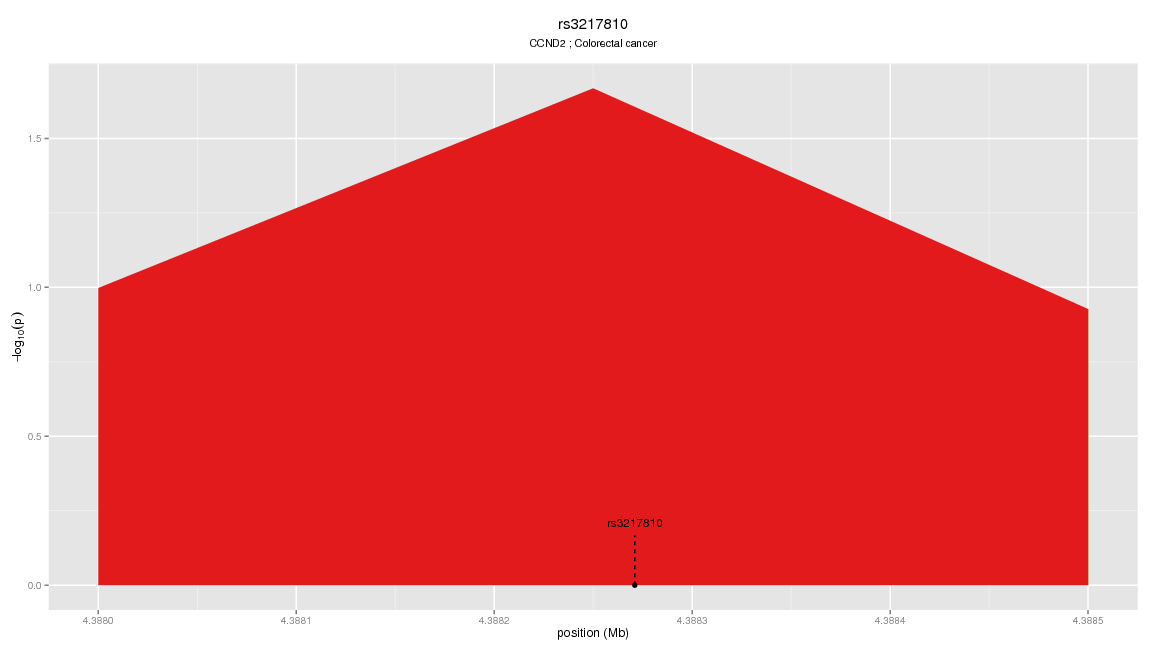 rs3217810
CCND2 ; Colorectal cancer
−log10(p)
1.5
1.0
0.5
0.0
rs3217810
4.3880
4.3881
4.3882
4.3883
4.3884
4.3885
position (Mb)